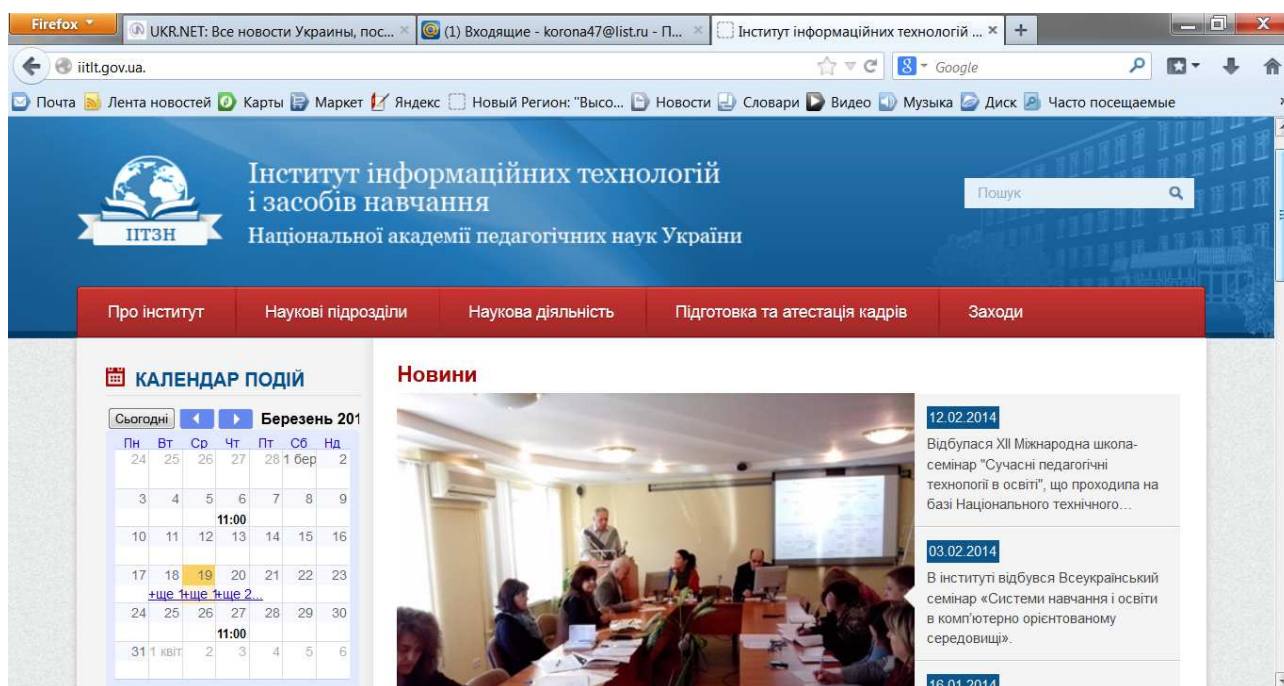 Firefox
UKR.NET: Все новости Украины, пос...
(1) Входящие - korona47@list.ru - П...
Інститут інформаційних технологій ...
iitlt.gov.ua.
Google
Почта Лента новостей Карты Маркет Яндекс Новый Регион: "Высо... Новости Словари Видео Музыка Диск Часто посещаемые
ІІТЗН
Інститут інформаційних технологій
і засобів навчання
Національної академії педагогічних наук України
Пошук
Про інститут Наукові підрозділи Наукова діяльність Підготовка та атестація кадрів Заходи
КАЛЕНДАР ПОДІЙ
Сьогодні Березень 201
Пн Вт Ср Чт Пт Сб Нд
24 25 26 27 28 1 бер 2
3 4 5 6 7 8 9
11:00
10 11 12 13 14 15 16
17 18 19 20 21 22 23
+ще 1 +ще 1 +ще 2...
24 25 26 27 28 29 30
11:00
31 1 квіт 2 3 4 5 6
Новини
12.02.2014
Відбулася XII Міжнародна школа-
семінар "Сучасні педагогічні
технології в освіті", що проходила на
базі Національного технічного...
03.02.2014
В інституті відбувся Всеукраїнський
семінар «Системи навчання і освіти
в комп'ютерно орієнтованому
середовищі».
16.01.2014